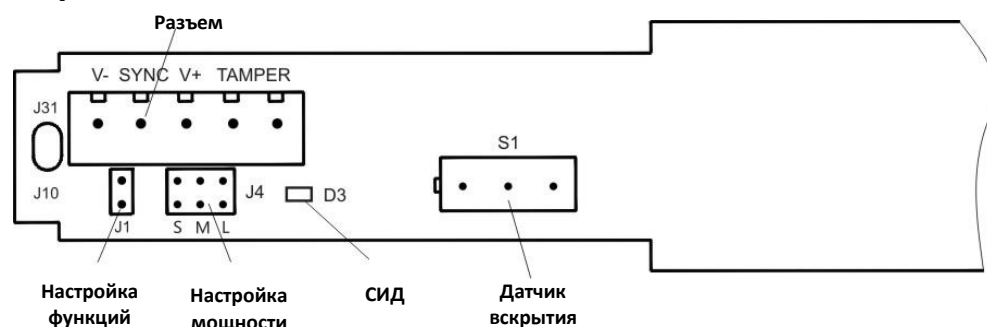 Разъем
V- SYNC V+ TAMPER
J31
S1
J10
J4
D3
J1
S M L
Настройка
функций
Настройка
мощности
СИД
Датчик
вскрытия